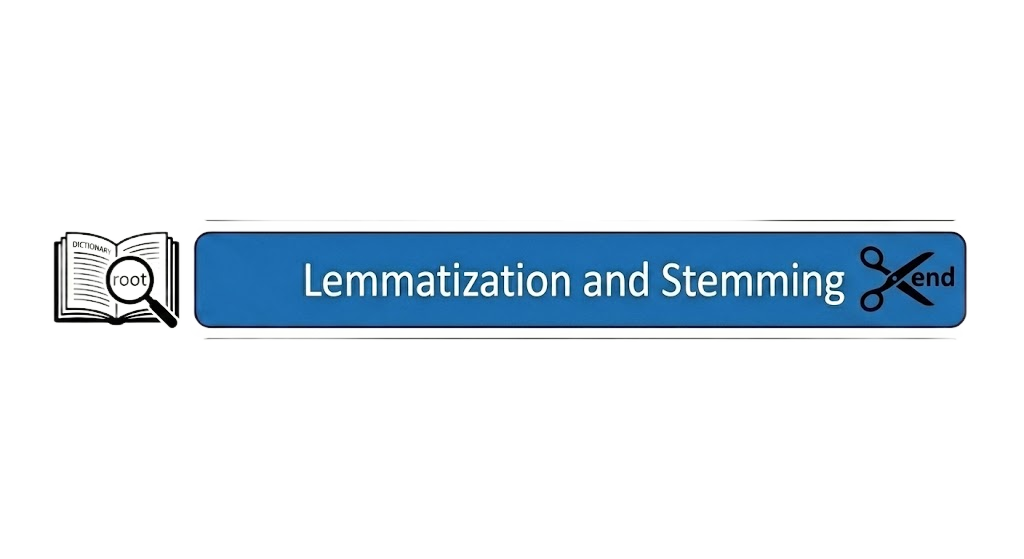 DICTIONARY
root
Lemmatization and Stemming
end